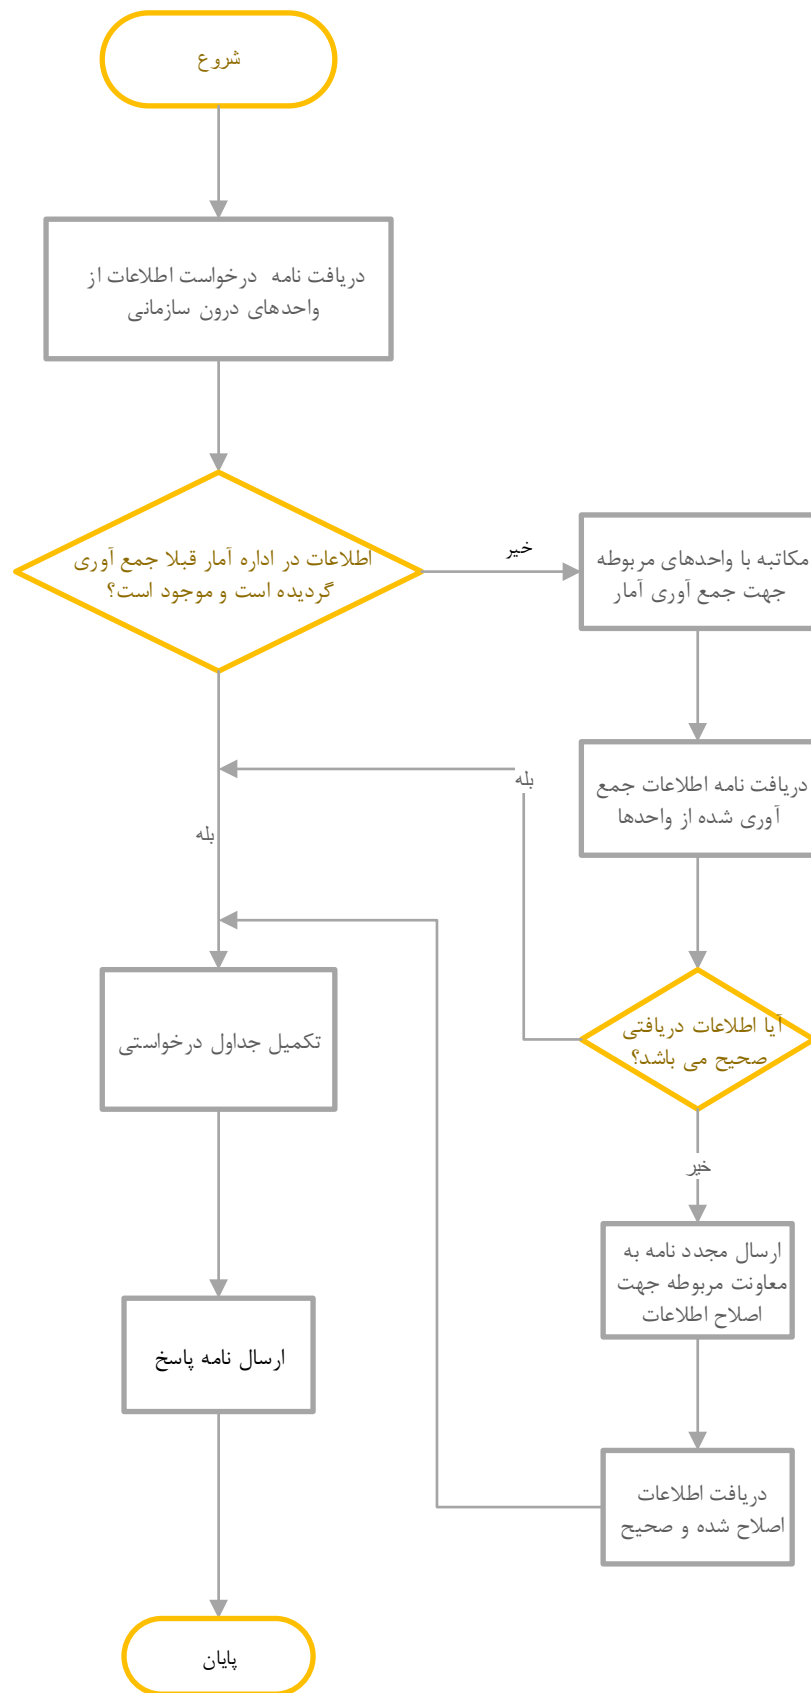 شروع
دریافت نامه درخواست اطلاعات از
واحدهای درون سازمانی
اطلاعات در اداره آمار قبلا جمع آوری
گردیده است و موجود است؟
خیر
مکاتبه با واحدهای مربوطه
جهت جمع آوری آمار
دریافت نامه اطلاعات جمع
آوری شده از واحدها
بله
بله
آیا اطلاعات دریافتی
صحیح می باشد؟
تکمیل جداول درخواستی
خیر
ارسال مجدد نامه به
معاونت مربوطه جهت
اصلاح اطلاعات
ارسال نامه پاسخ
دریافت اطلاعات
اصلاح شده و صحیح
پایان